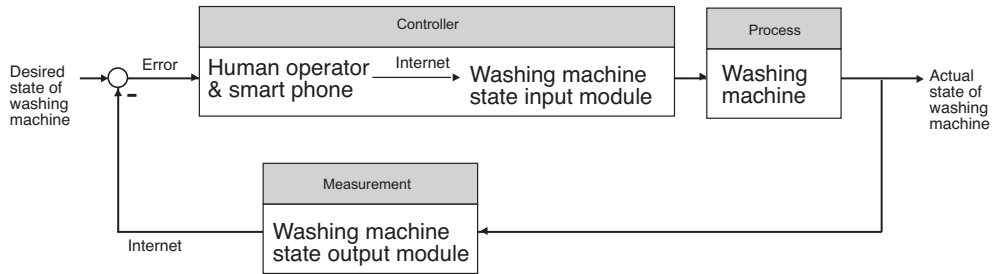 Controller
Process
Desired
state of
washing
machine
Error
Human operator
& smart phone
Internet
Washing machine
state input module
Washing
machine
Actual
state of
washing
machine
-
Measurement
Washing machine
state output module
Internet